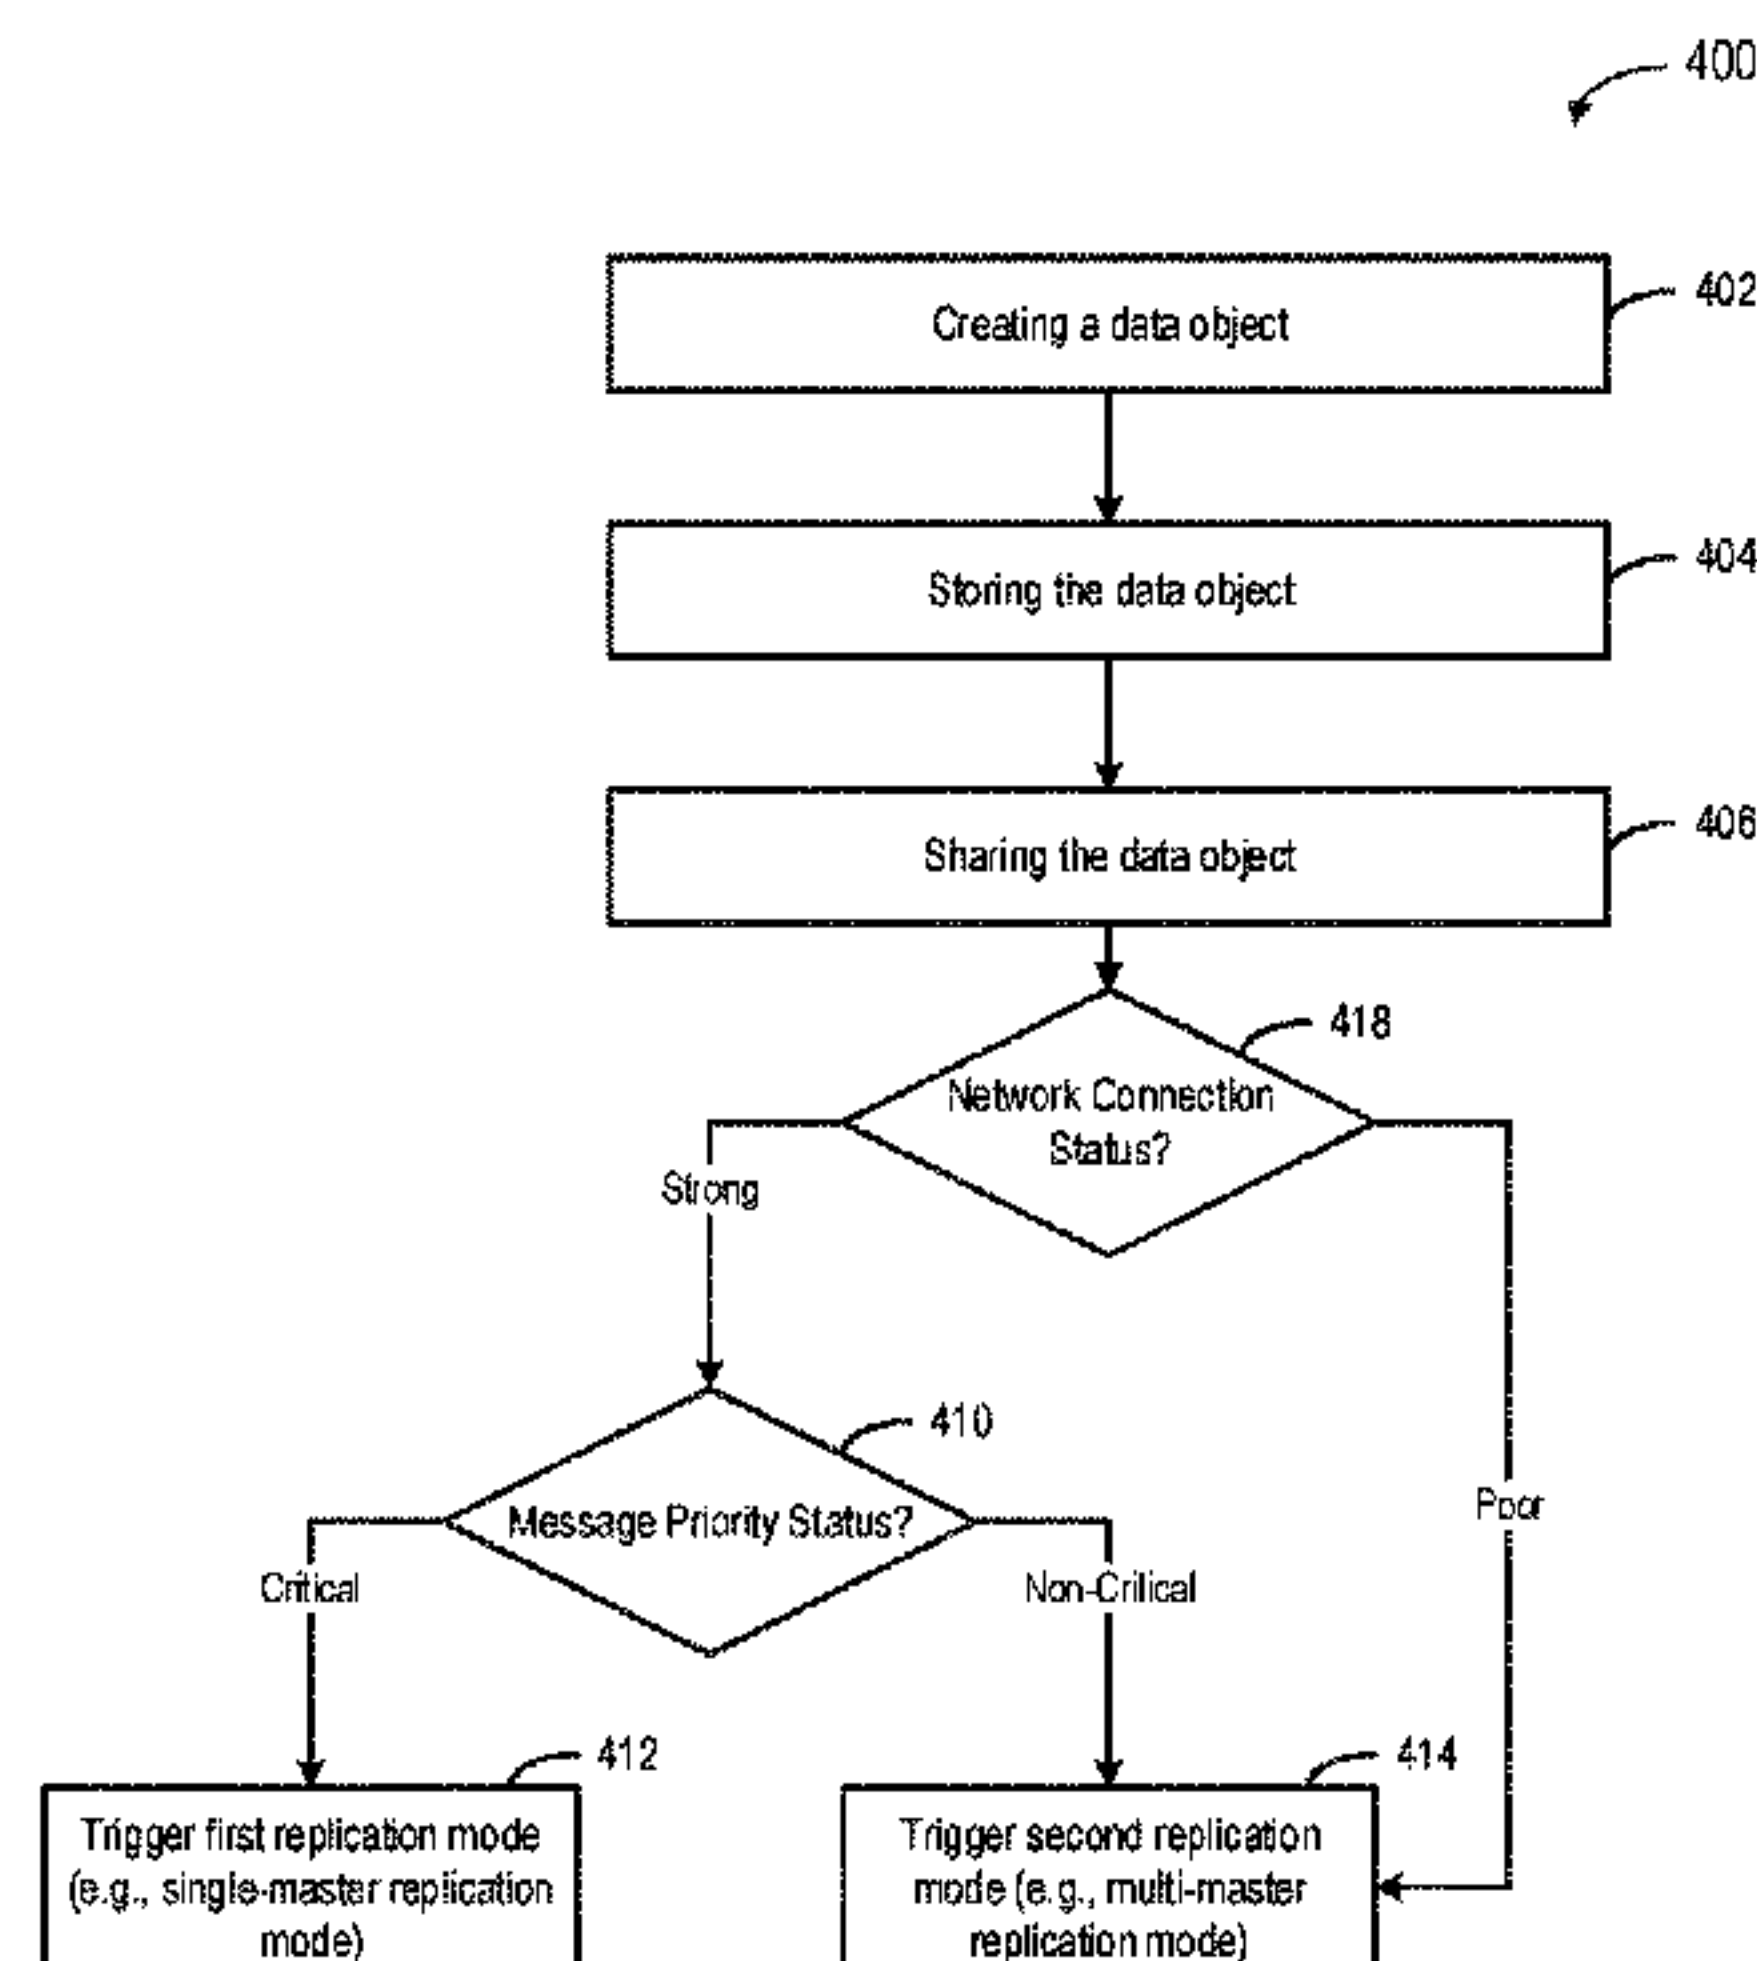 400
Creating a data object
402
Storing the data object
404
Sharing the data object
406
418
Network Connection
Status?
Strong
410
Message Priority Status?
Poor
Critical
Non-Critical
412
414
Trigger first replication mode
(e.g., single-master replication
mode)
Trigger second replication
mode (e.g., multi-master
replication mode)